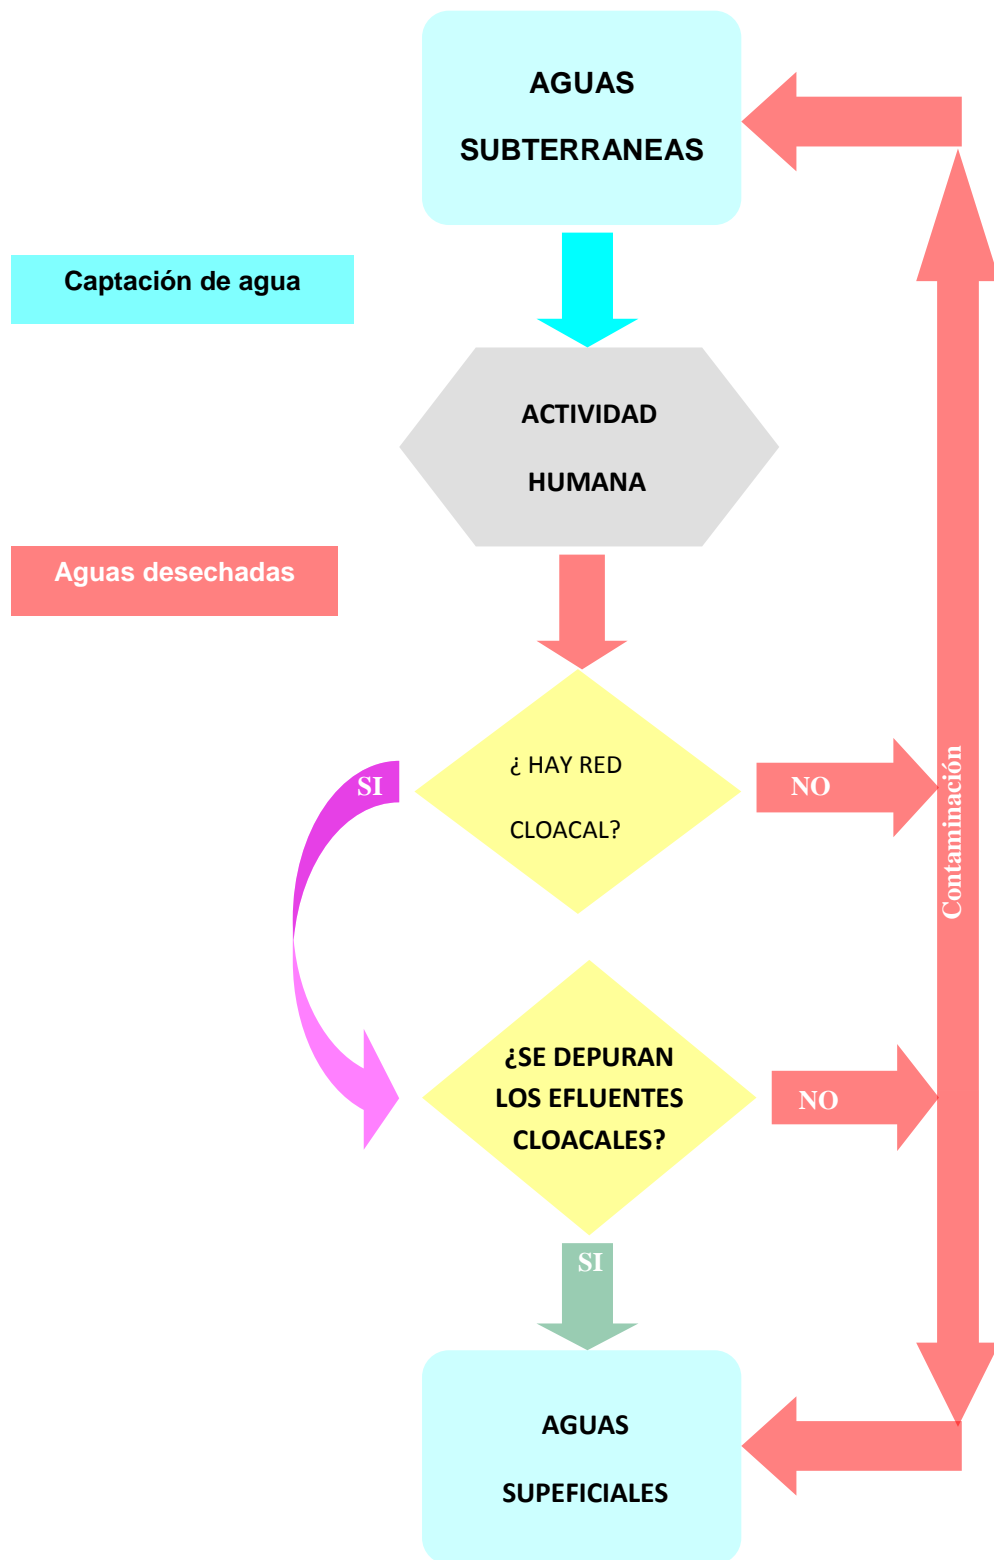 AGUAS
SUBTERRANEAS
Captación de agua
ACTIVIDAD
HUMANA
Aguas desechadas
¿ HAY RED
CLOACAL?
SI
NO
Contaminación
¿SE DEPURAN
LOS EFLUENTES
CLOACALES?
NO
SI
AGUAS
SUPEFICIALES